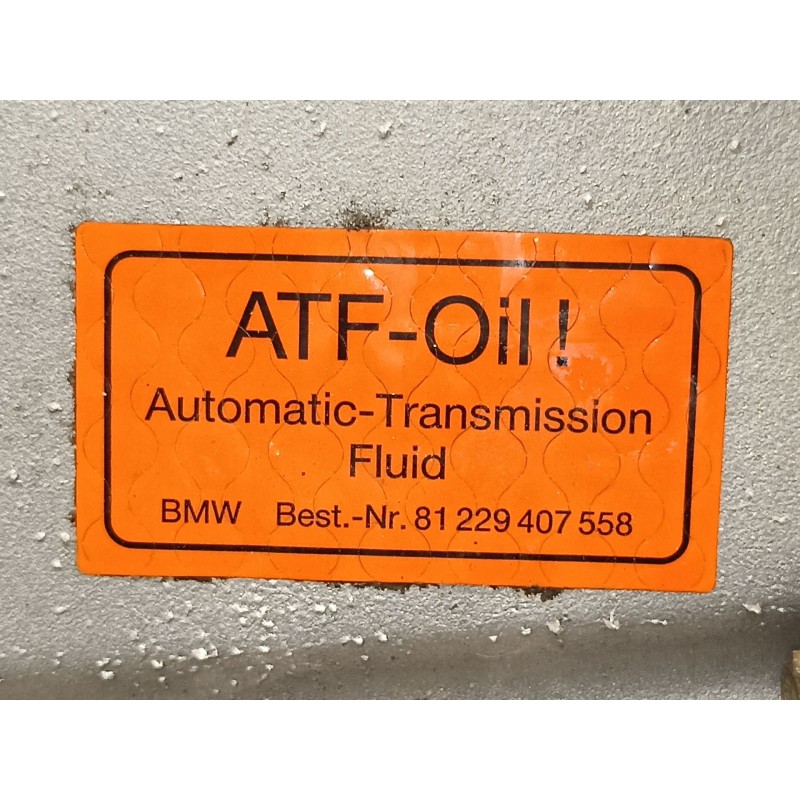 ATF-Oil!
Automatic-Transmission
Fluid
BMW Best.-Nr. 81 229 407 558